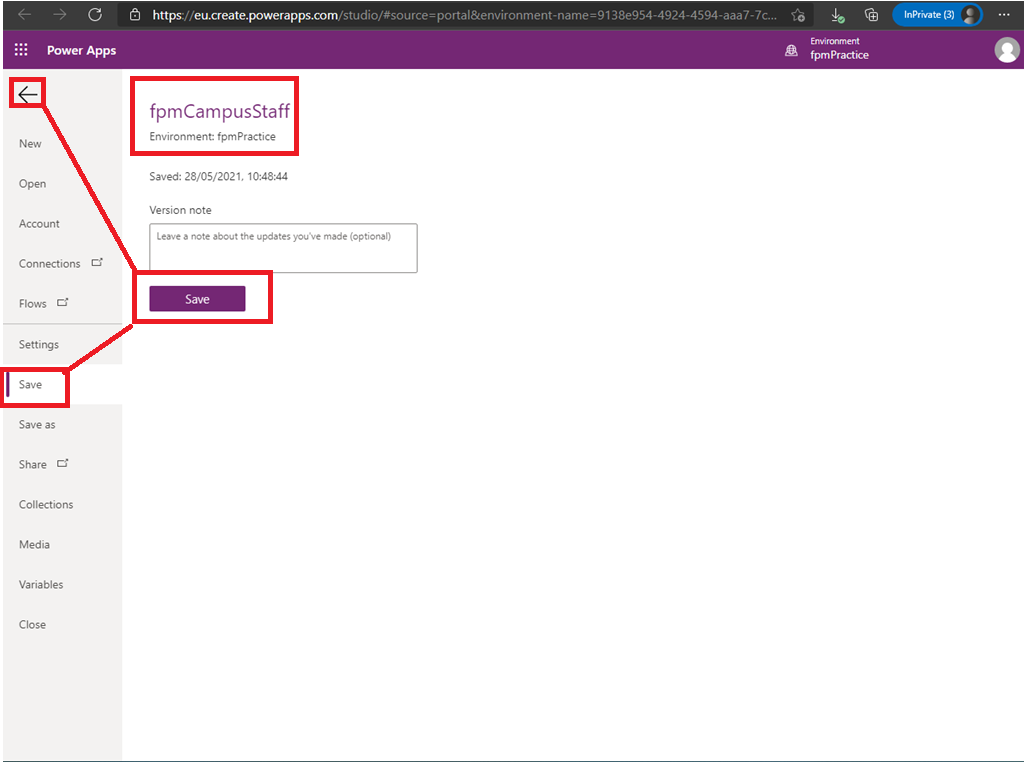 https://eu.create.powerapps.com/studio/#source=portal&environment-name=9138e954-4924-4594-aaa7-7c...
InPrivate (3)
Power Apps
Environment
fpmPractice
fpmCampusStaff
Environment: fpmPractice
Saved: 28/05/2021, 10:48:44
Version note
Leave a note about the updates you've made (optional)
Save
New
Open
Account
Connections
Flows
Settings
Save
Save as
Share
Collections
Media
Variables
Close